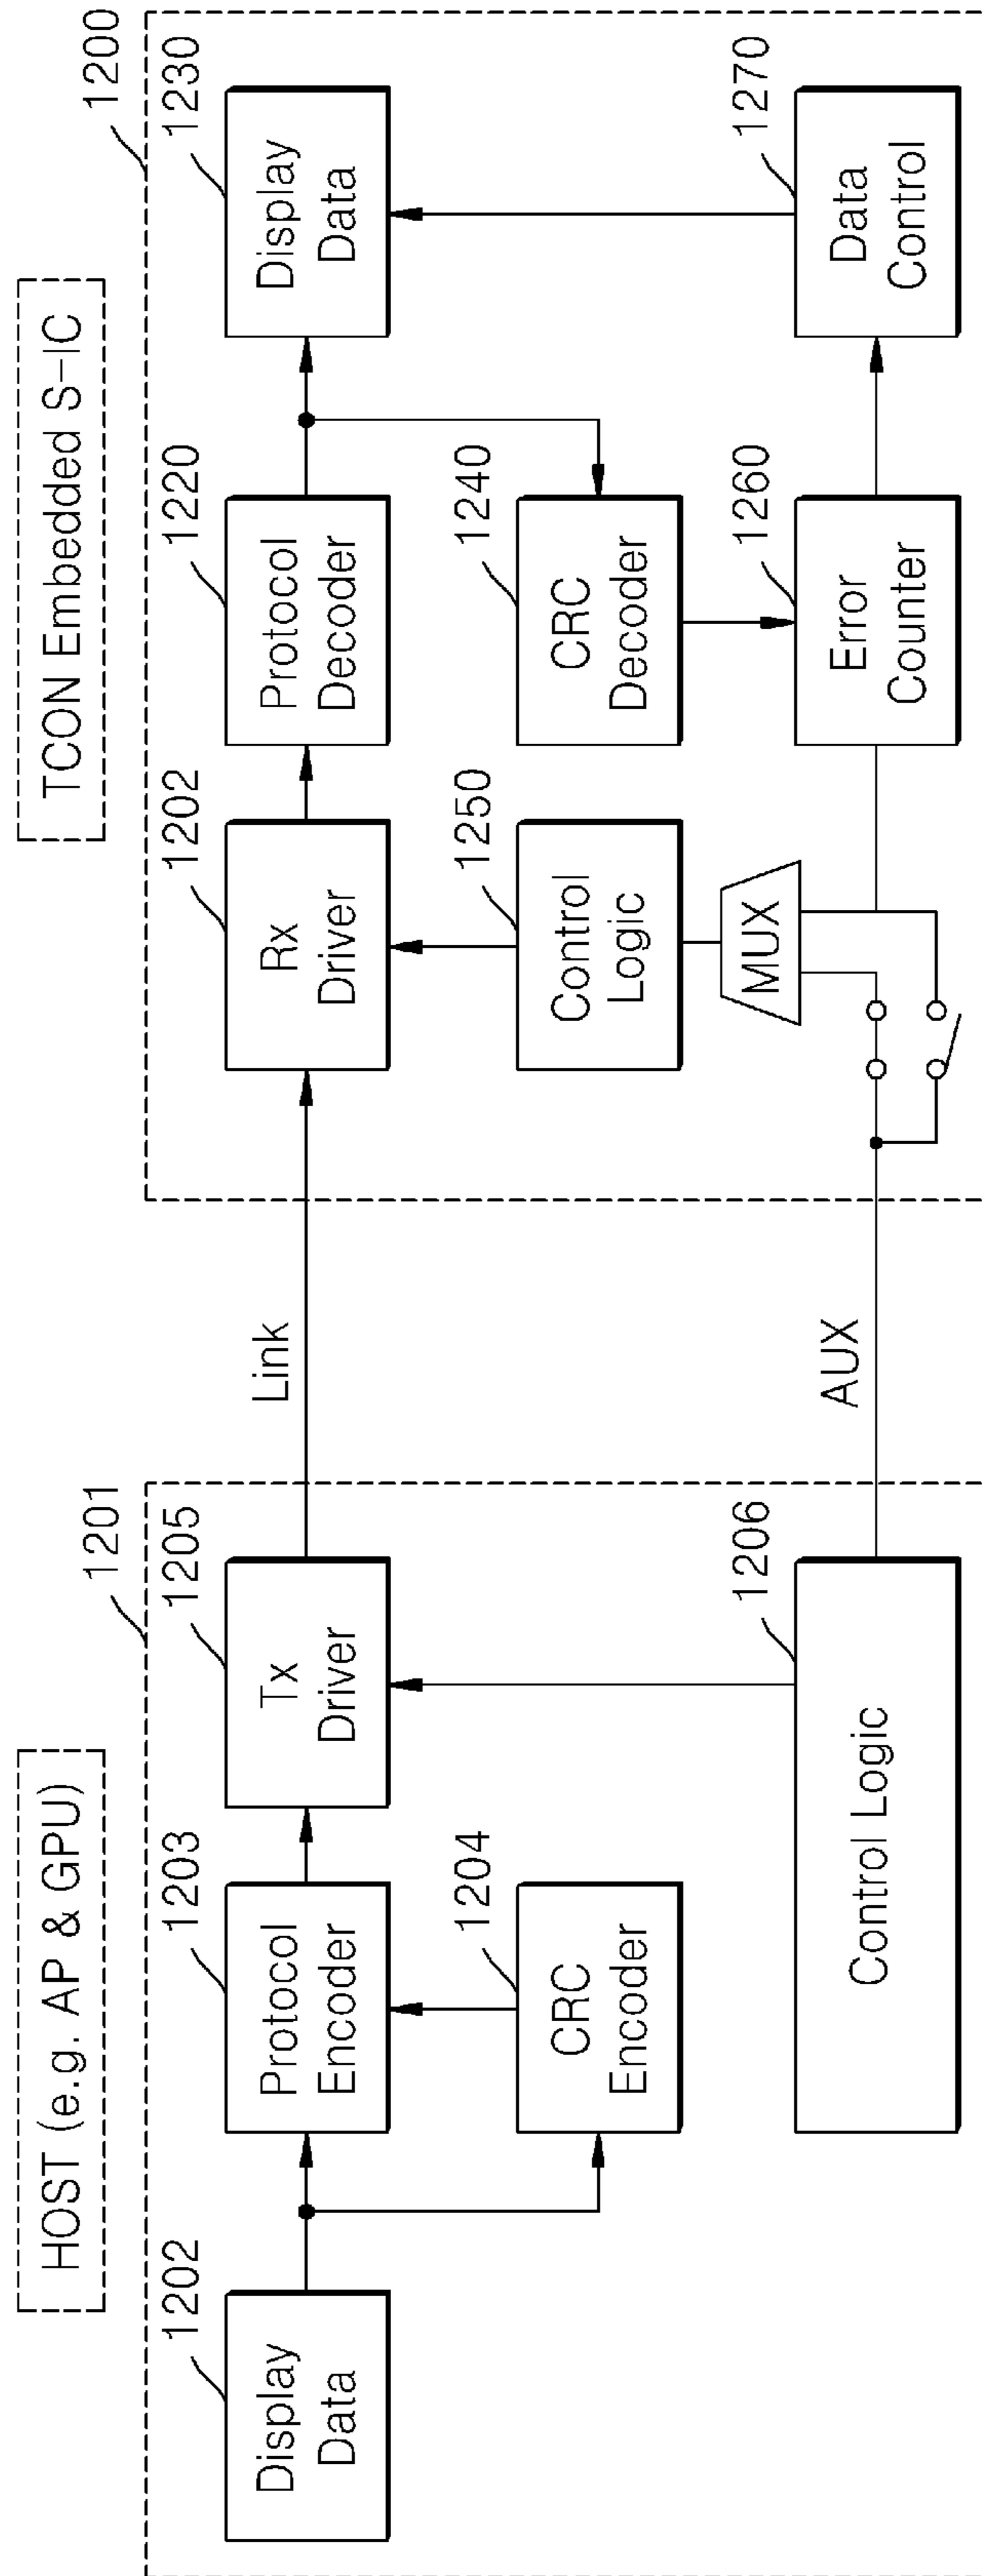 HOST (e.g. AP & GPU)
TCON Embedded S-IC
1201
1200
1202
Display
Data
1203
Protocol
Encoder
1205
Tx
Driver
Link
1202
Rx
Driver
1220
Protocol
Decoder
1230
Display
Data
1204
CRC
Encoder
1250
Control
Logic
1240
CRC
Decoder
MUX
1206
Control Logic
AUX
1260
Error
Counter
1270
Data
Control